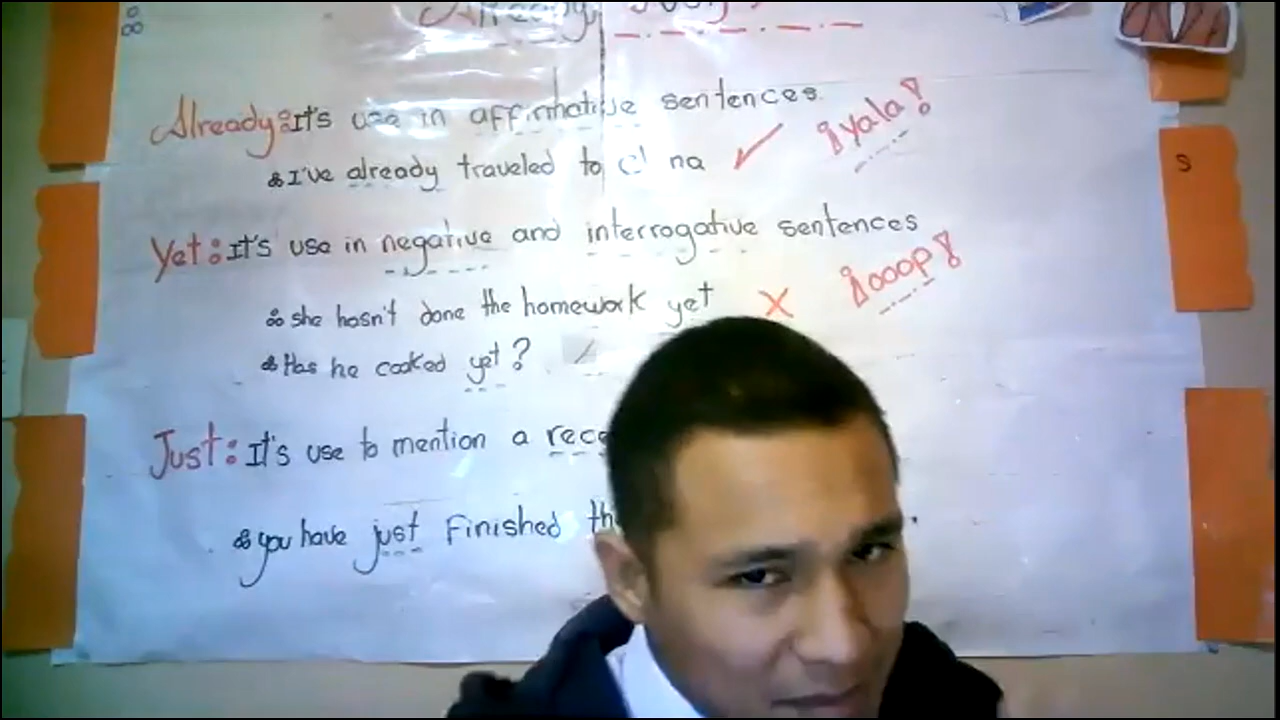 Already
Already: It's use in affirmative sentences.
I've already traveled to na
¡yala!
Yet: It's use in negative and interrogative sentences
she hasn't done the homework yet
¡ooop!
Has he cooked yet?
Just: It's use to mention a
you have just finished
S